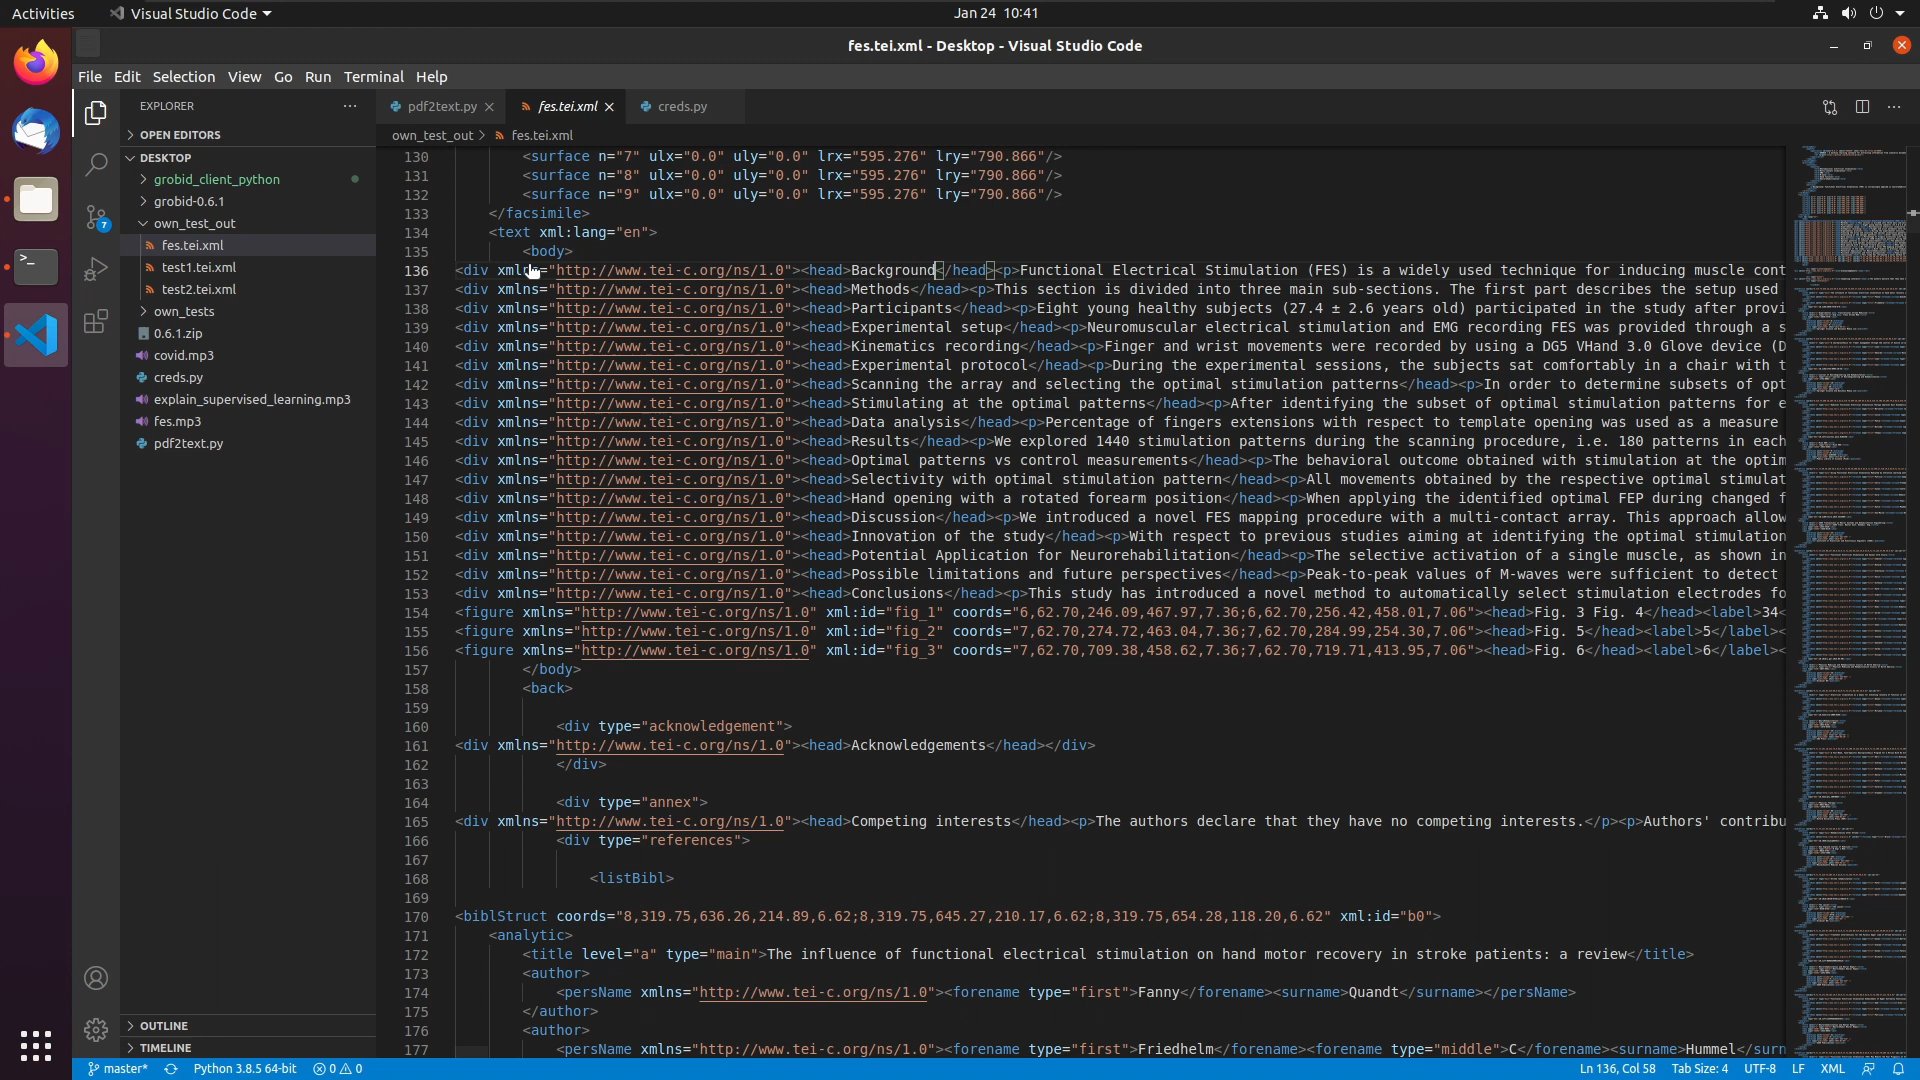 Activities
Visual Studio Code
Jan 24 10:41
fes.tei.xml - Desktop - Visual Studio Code
File Edit Selection View Go Run Terminal Help
EXPLORER
OPEN EDITORS
DESKTOP
grobid_client_python
grobid-0.6.1
own_test_out
fes.tei.xml
test1.tei.xml
test2.tei.xml
own_tests
0.6.1.zip
covid.mp3
creds.py
explain_supervised_learning.mp3
fes.mp3
pdf2text.py
OUTLINE
TIMELINE
7
pdf2text.py
fes.tei.xml
creds.py
own_test_out > fes.tei.xml
130 <surface n="7" ulx="0.0" uly="0.0" lrx="595.276" lry="790.866"/>
131 <surface n="8" ulx="0.0" uly="0.0" lrx="595.276" lry="790.866"/>
132 <surface n="9" ulx="0.0" uly="0.0" lrx="595.276" lry="790.866"/>
133 </facsimile>
134 <text xml:lang="en">
135 <body>
136 <div xmlns="http://www.tei-c.org/ns/1.0"><head>Background</head><p>Functional Electrical Stimulation (FES) is a widely used technique for inducing muscle cont
137 <div xmlns="http://www.tei-c.org/ns/1.0"><head>Methods</head><p>This section is divided into three main sub-sections. The first part describes the setup used
138 <div xmlns="http://www.tei-c.org/ns/1.0"><head>Participants</head><p>Eight young healthy subjects (27.4 ± 2.6 years old) participated in the study after provi
139 <div xmlns="http://www.tei-c.org/ns/1.0"><head>Experimental setup</head><p>Neuromuscular electrical stimulation and EMG recording FES was provided through a s
140 <div xmlns="http://www.tei-c.org/ns/1.0"><head>Kinematics recording</head><p>Finger and wrist movements were recorded by using a DG5 VHand 3.0 Glove device (D
141 <div xmlns="http://www.tei-c.org/ns/1.0"><head>Experimental protocol</head><p>During the experimental sessions, the subjects sat comfortably in a chair with t
142 <div xmlns="http://www.tei-c.org/ns/1.0"><head>Scanning the array and selecting the optimal stimulation patterns</head><p>In order to determine subsets of opt
143 <div xmlns="http://www.tei-c.org/ns/1.0"><head>Stimulating at the optimal patterns</head><p>After identifying the subset of optimal stimulation patterns for e
144 <div xmlns="http://www.tei-c.org/ns/1.0"><head>Data analysis</head><p>Percentage of fingers extensions with respect to template opening was used as a measure
145 <div xmlns="http://www.tei-c.org/ns/1.0"><head>Results</head><p>We explored 1440 stimulation patterns during the scanning procedure, i.e. 180 patterns in each
146 <div xmlns="http://www.tei-c.org/ns/1.0"><head>Optimal patterns vs control measurements</head><p>The behavioral outcome obtained with stimulation at the optim
147 <div xmlns="http://www.tei-c.org/ns/1.0"><head>Selectivity with optimal stimulation pattern</head><p>All movements obtained by the respective optimal stimulat
148 <div xmlns="http://www.tei-c.org/ns/1.0"><head>Hand opening with a rotated forearm position</head><p>When applying the identified optimal FEP during changed f
149 <div xmlns="http://www.tei-c.org/ns/1.0"><head>Discussion</head><p>We introduced a novel FES mapping procedure with a multi-contact array. This approach allow
150 <div xmlns="http://www.tei-c.org/ns/1.0"><head>Innovation of the study</head><p>With respect to previous studies aiming at identifying the optimal stimulation
151 <div xmlns="http://www.tei-c.org/ns/1.0"><head>Potential Application for Neurorehabilitation</head><p>The selective activation of a single muscle, as shown in
152 <div xmlns="http://www.tei-c.org/ns/1.0"><head>Possible limitations and future perspectives</head><p>Peak-to-peak values of M-waves were sufficient to detect
153 <div xmlns="http://www.tei-c.org/ns/1.0"><head>Conclusions</head><p>This study has introduced a novel method to automatically select stimulation electrodes fo
154 <figure xmlns="http://www.tei-c.org/ns/1.0" xml:id="fig_1" coords="6,62.70,246.09,467.97,7.36;6,62.70,256.42,458.01,7.06"><head>Fig. 3 Fig. 4</head><label>34<
155 <figure xmlns="http://www.tei-c.org/ns/1.0" xml:id="fig_2" coords="7,62.70,274.72,463.04,7.36;7,62.70,284.99,254.30,7.06"><head>Fig. 5</head><label>5</label><
156 <figure xmlns="http://www.tei-c.org/ns/1.0" xml:id="fig_3" coords="7,62.70,709.38,458.62,7.36;7,62.70,719.71,413.95,7.06"><head>Fig. 6</head><label>6</label><
157 </body>
158 <back>
159
160 <div type="acknowledgement">
161 <div xmlns="http://www.tei-c.org/ns/1.0"><head>Acknowledgements</head></div>
162 </div>
163
164 <div type="annex">
165 <div xmlns="http://www.tei-c.org/ns/1.0"><head>Competing interests</head><p>The authors declare that they have no competing interests.</p><p>Authors' contribu
166 <div type="references">
167
168 <listBibl>
169
170 <biblStruct coords="8,319.75,636.26,214.89,6.62;8,319.75,645.27,210.17,6.62;8,319.75,654.28,118.20,6.62" xml:id="b0">
171 <analytic>
172 <title level="a" type="main">The influence of functional electrical stimulation on hand motor recovery in stroke patients: a review</title>
173 <author>
174 <persName xmlns="http://www.tei-c.org/ns/1.0"><forename type="first">Fanny</forename><surname>Quandt</surname></persName>
175 </author>
176 <author>
177 <persName xmlns="http://www.tei-c.org/ns/1.0"><forename type="first">Friedhelm</forename><forename type="middle">C</forename><surname>Hummel</surn
master* Python 3.8.5 64-bit 0 0 Ln 136, Col 58 Tab Size: 4 UTF-8 LF XML